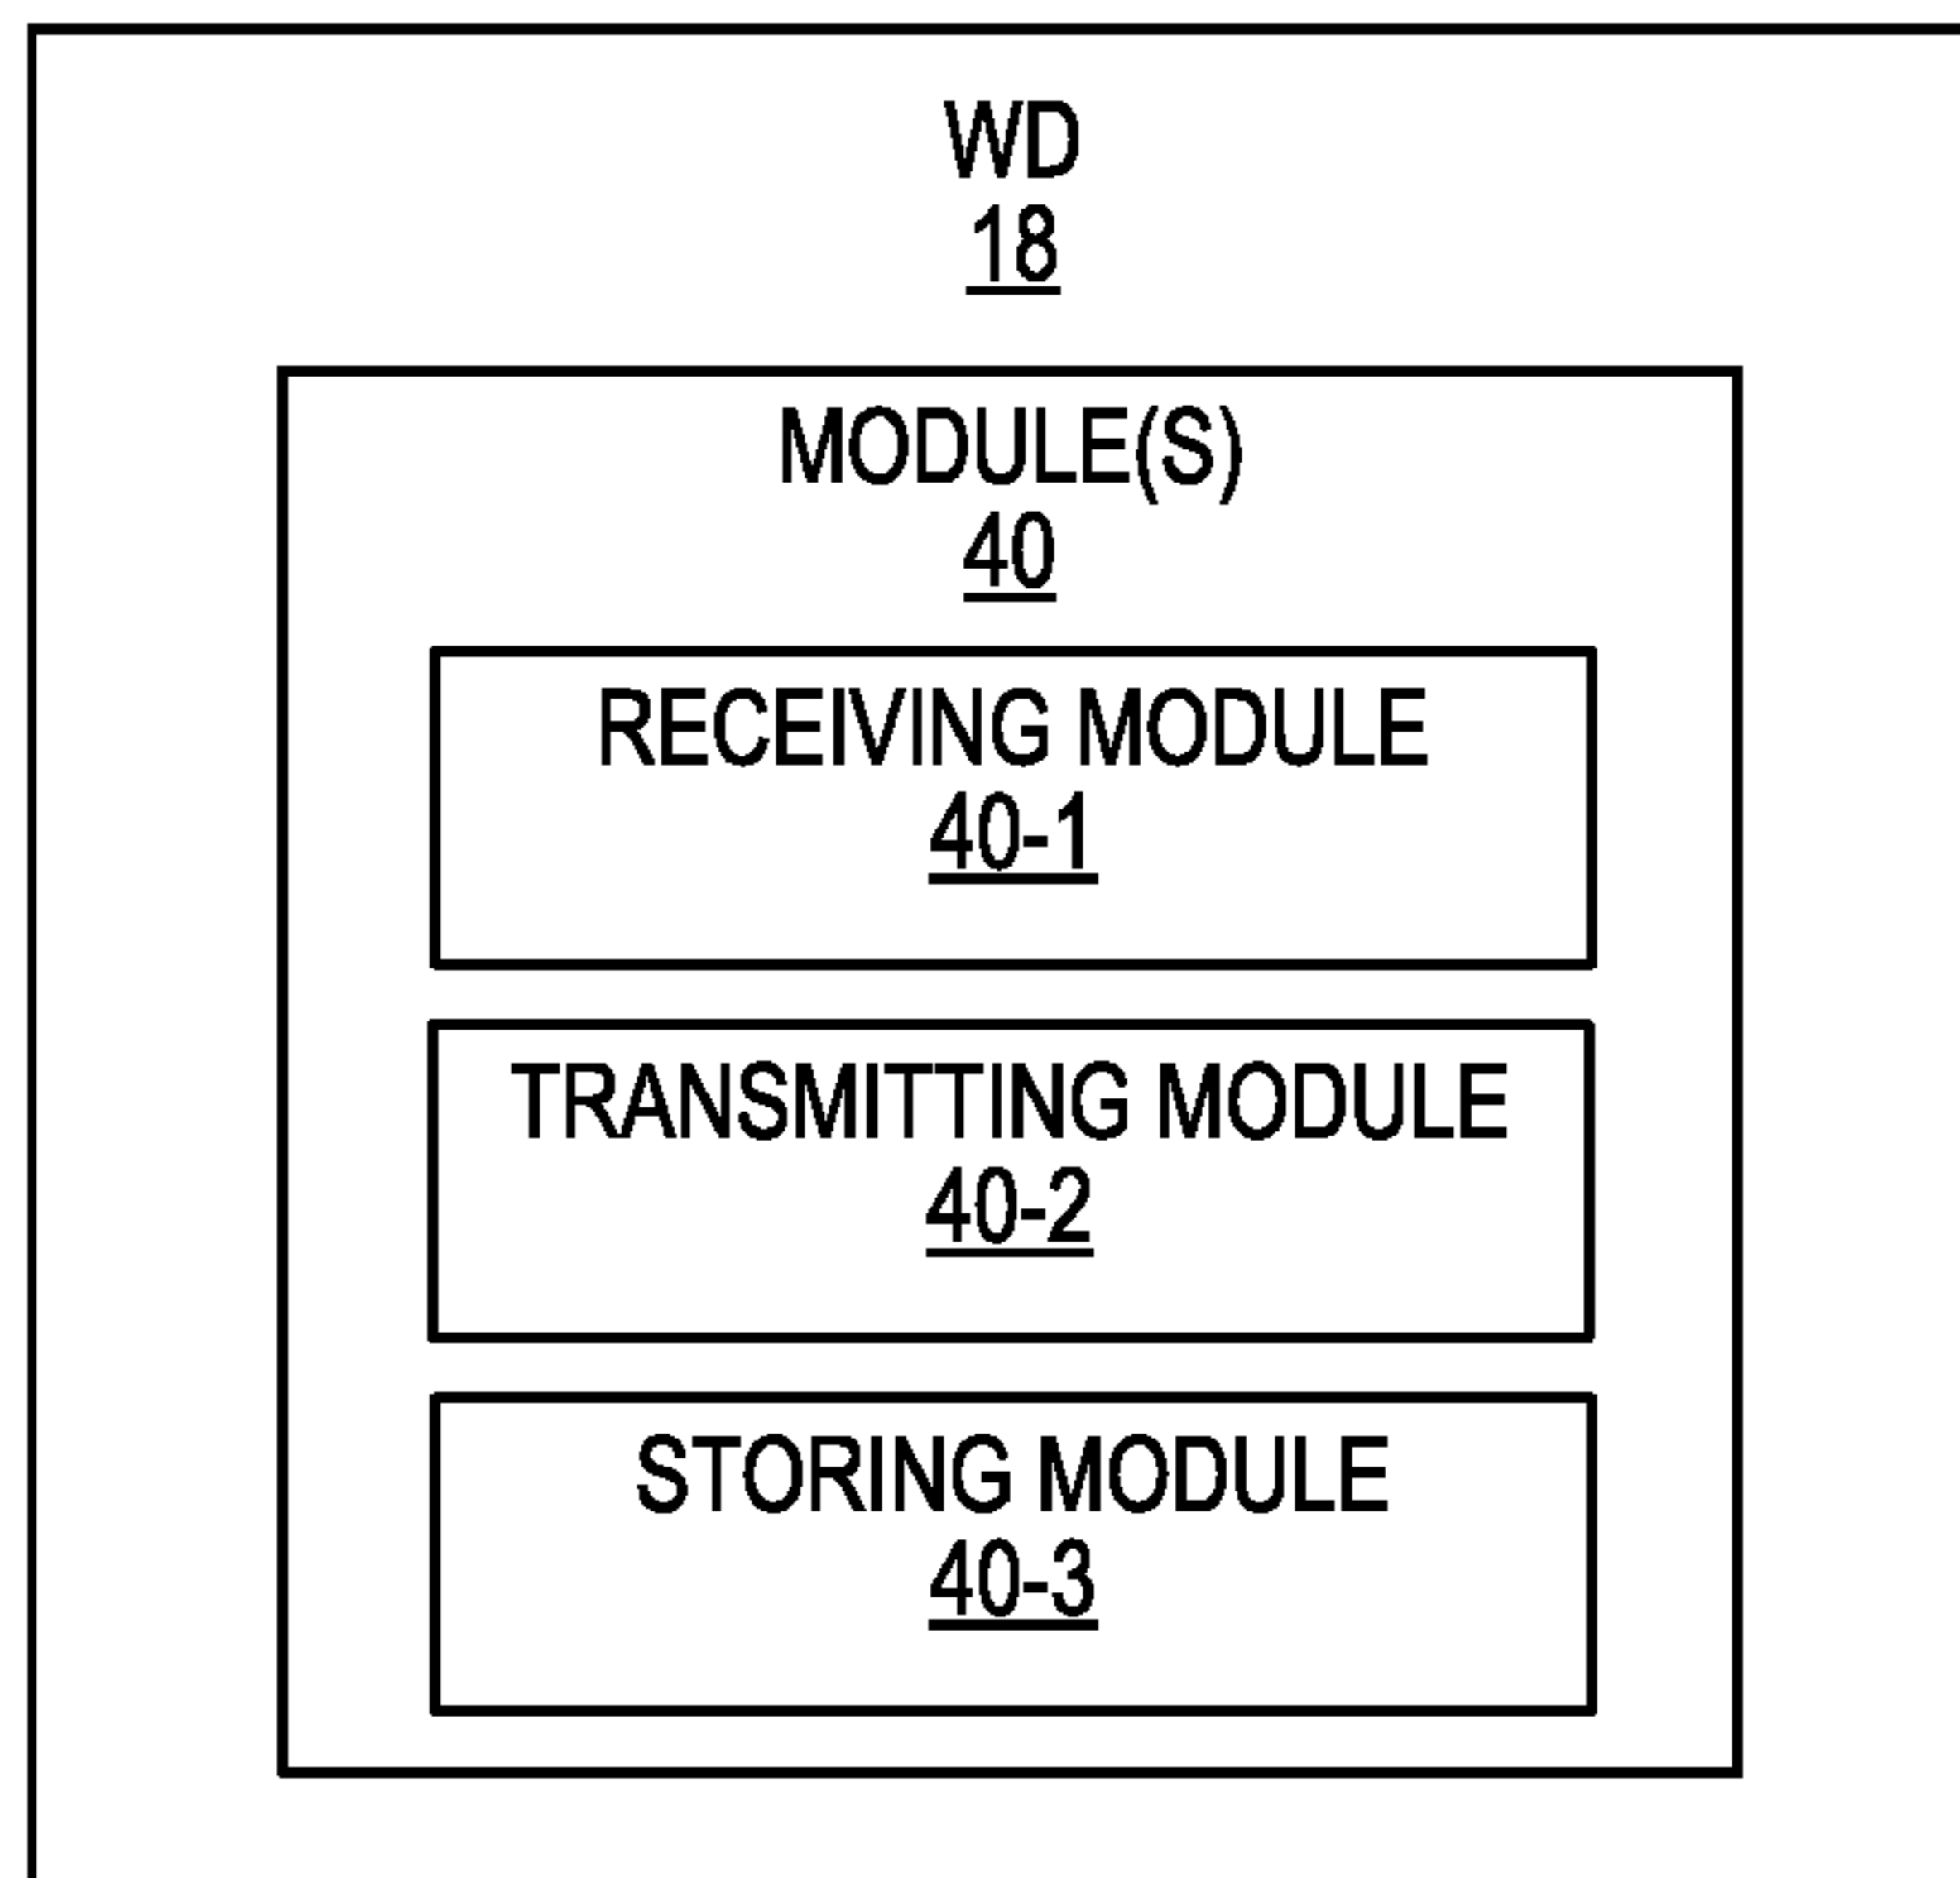 WD
18
MODULE(S)
40
RECEIVING MODULE
40-1
TRANSMITTING MODULE
40-2
STORING MODULE
40-3